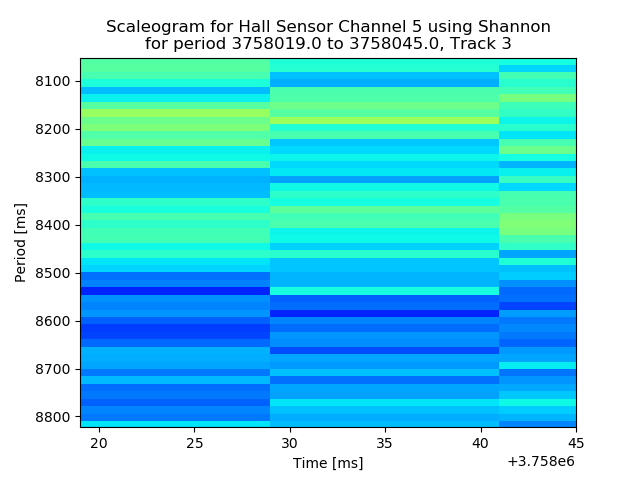 Scaleogram for Hall Sensor Channel 5 using Shannon
for period 3758019.0 to 3758045.0, Track 3
8100
8200
8300
8400
8500
8600
8700
8800
Period [ms]
20
25
30
35
40
45
Time [ms]
+3.758e6